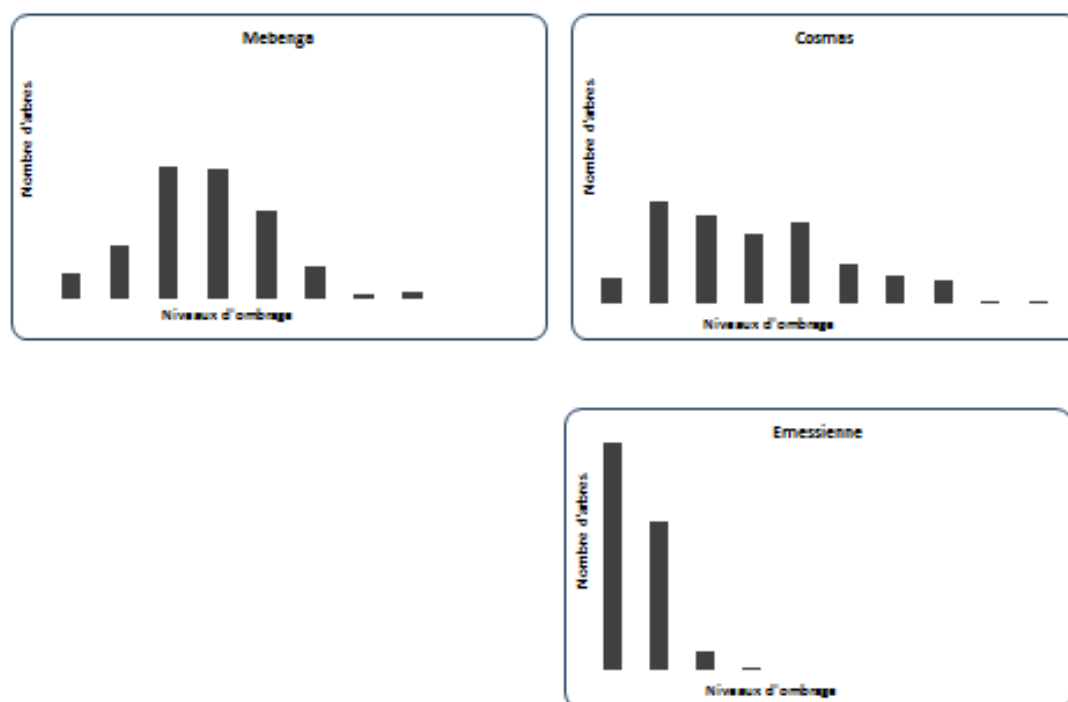 Mebenga
Nombre d'arbres
Niveaux d'ombrage
Cosmas
Nombre d'arbres
Niveaux d'ombrage
Emessienne
Nombre d'arbres
Niveaux d'ombrage